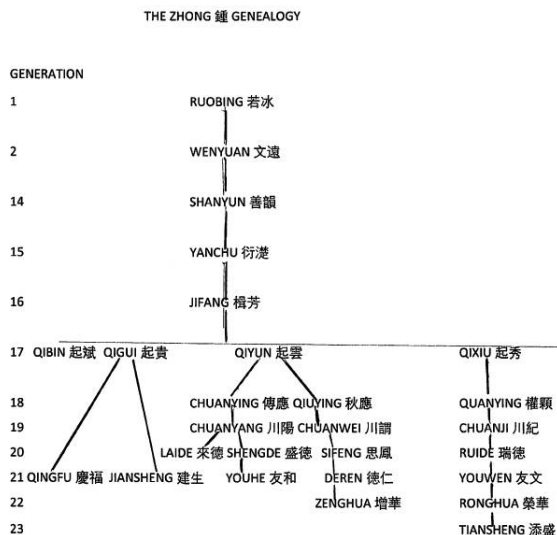 THE ZHONG 鍾 GENEALOGY
GENERATION
1 RUOBING 若冰
2 WENYUAN 文遠
14 SHANYUN 善韻
15 YANCHU 衍濋
16 JIFANG 楫芳
17 QIBIN 起斌 QIGUI 起貴 QIYUN 起雲 QIXIU 起秀
18 CHUANYING 傳應 QIUYING 秋應 QUANYING 權穎
19 CHUANYANG 川陽 CHUANWEI 川謂 CHUANJI 川紀
20 LAIDE 來德 SHENGDE 盛德 SIFENG 思鳳 RUIDE 瑞德
21 QINGFU 慶福 JIANSHENG 建生 YOUHE 友和 DEREN 德仁 YOUWEN 友文
22 ZENGHUA 增華 RONGHUA 榮華
23 TIANSHENG 添盛